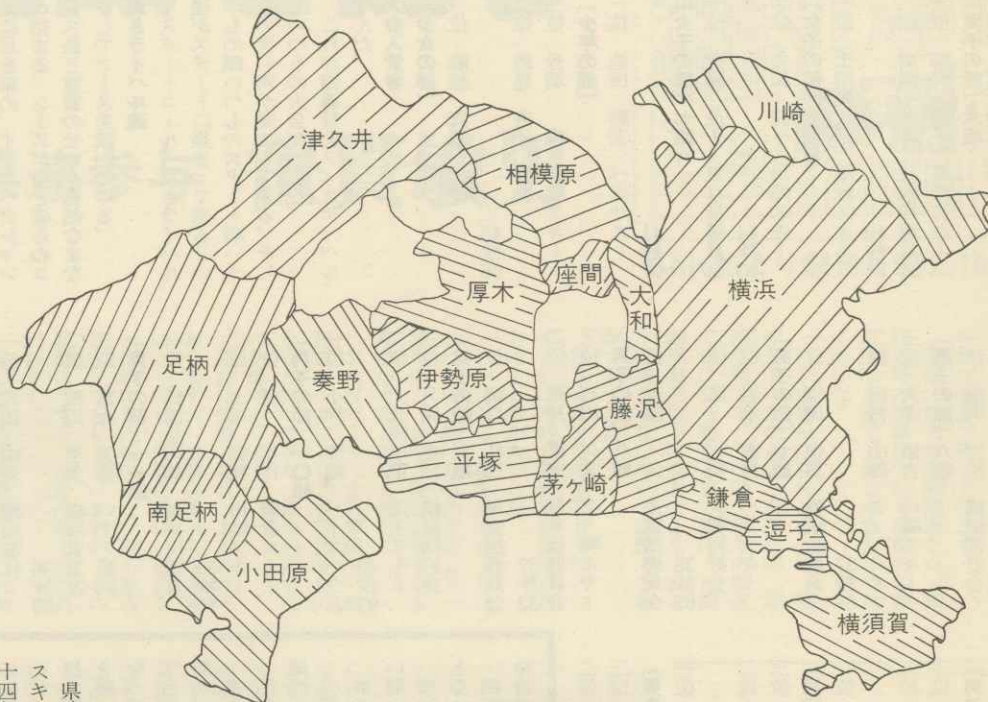 川崎
津久井
相模原
座間
大和
横浜
厚木
足柄
奏野
伊勢原
藤沢
平塚
茅ヶ崎
鎌倉
南足柄
逗子
小田原
横須賀
県
スキ
十四